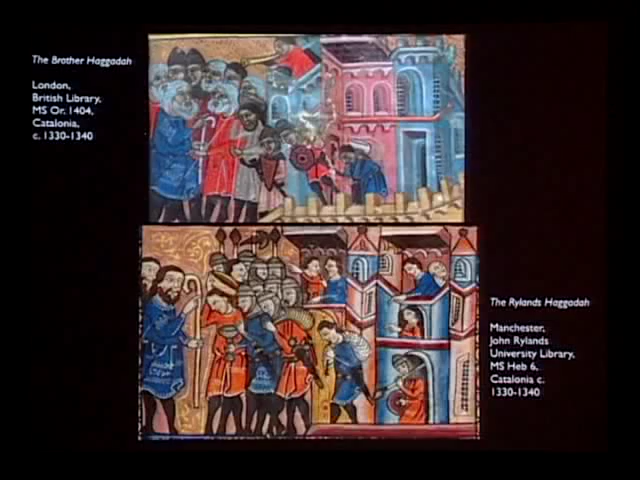 The Brother Haggadah
London,
British Library,
MS Or. 1404,
Catalonia,
c. 1330-1340
The Rylands Haggadah
Manchester,
John Rylands
University Library,
MS Heb 6,
Catalonia c.
1330-1340